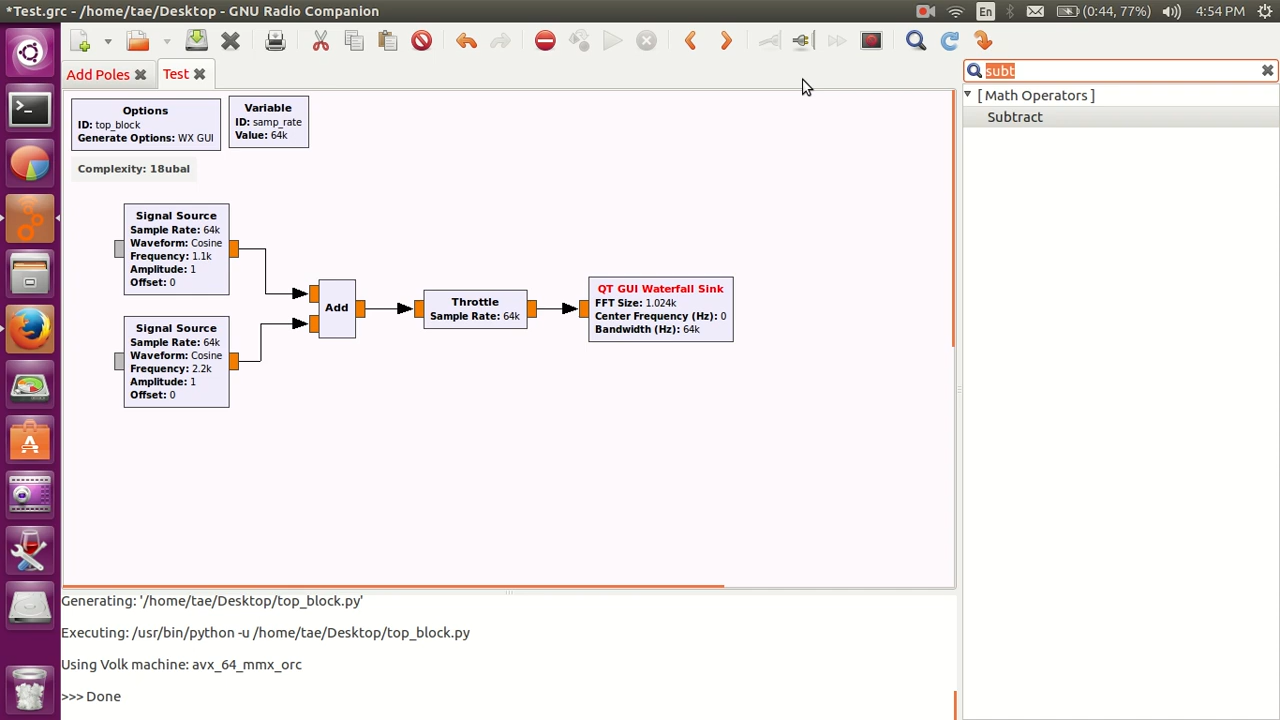 *Test.grc - /home/tae/Desktop - GNU Radio Companion
En
(0:44, 77%)
4:54 PM
Add Poles
Test
subt
[ Math Operators ]
Subtract
Options
ID: top_block
Generate Options: WX GUI
Variable
ID: samp_rate
Value: 64k
Complexity: 18ubal
Signal Source
Sample Rate: 64k
Waveform: Cosine
Frequency: 1.1k
Amplitude: 1
Offset: 0
Signal Source
Sample Rate: 64k
Waveform: Cosine
Frequency: 2.2k
Amplitude: 1
Offset: 0
Add
Throttle
Sample Rate: 64k
QT GUI Waterfall Sink
FFT Size: 1.024k
Center Frequency (Hz): 0
Bandwidth (Hz): 64k
Generating: '/home/tae/Desktop/top_block.py'
Executing: /usr/bin/python -u /home/tae/Desktop/top_block.py
Using Volk machine: avx_64_mmx_orc
>>> Done